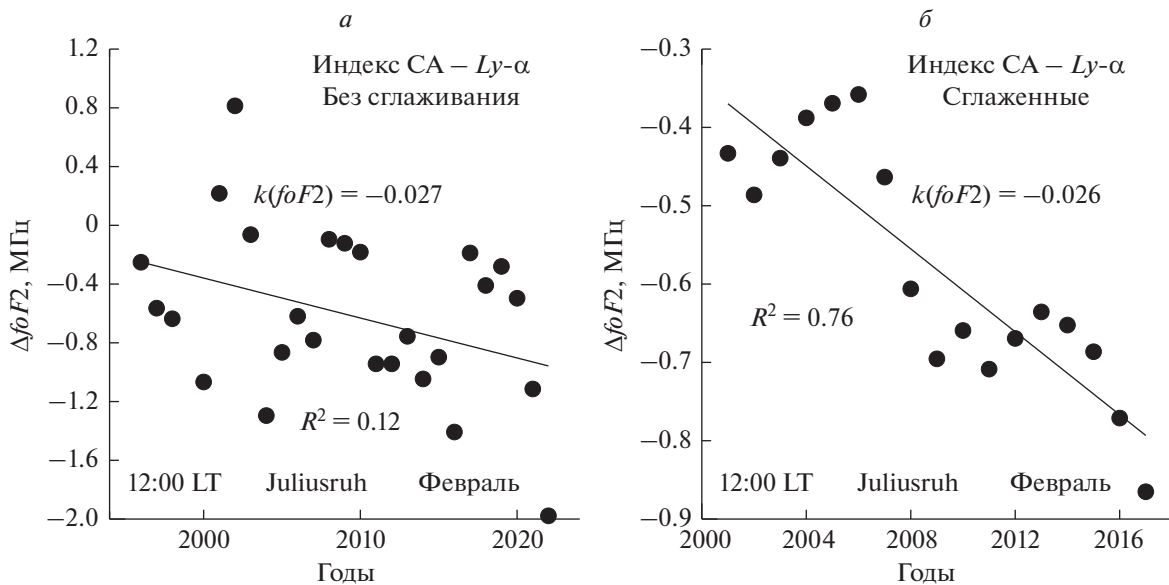 а
Индекс СА – Ly-α
Без сглаживания
k(foF2) = −0.027
R² = 0.12
12:00 LT Juliusruh Февраль
1.2
0.8
0.4
0
−0.4
−0.8
−1.2
−1.6
−2.0
ΔfoF2, МГц
2000 2010 2020
Годы
б
Индекс СА – Ly-α
Сглаженные
k(foF2) = −0.026
R² = 0.76
12:00 LT Juliusruh Февраль
−0.3
−0.4
−0.5
−0.6
−0.7
−0.8
−0.9
ΔfoF2, МГц
2000 2004 2008 2012 2016
Годы